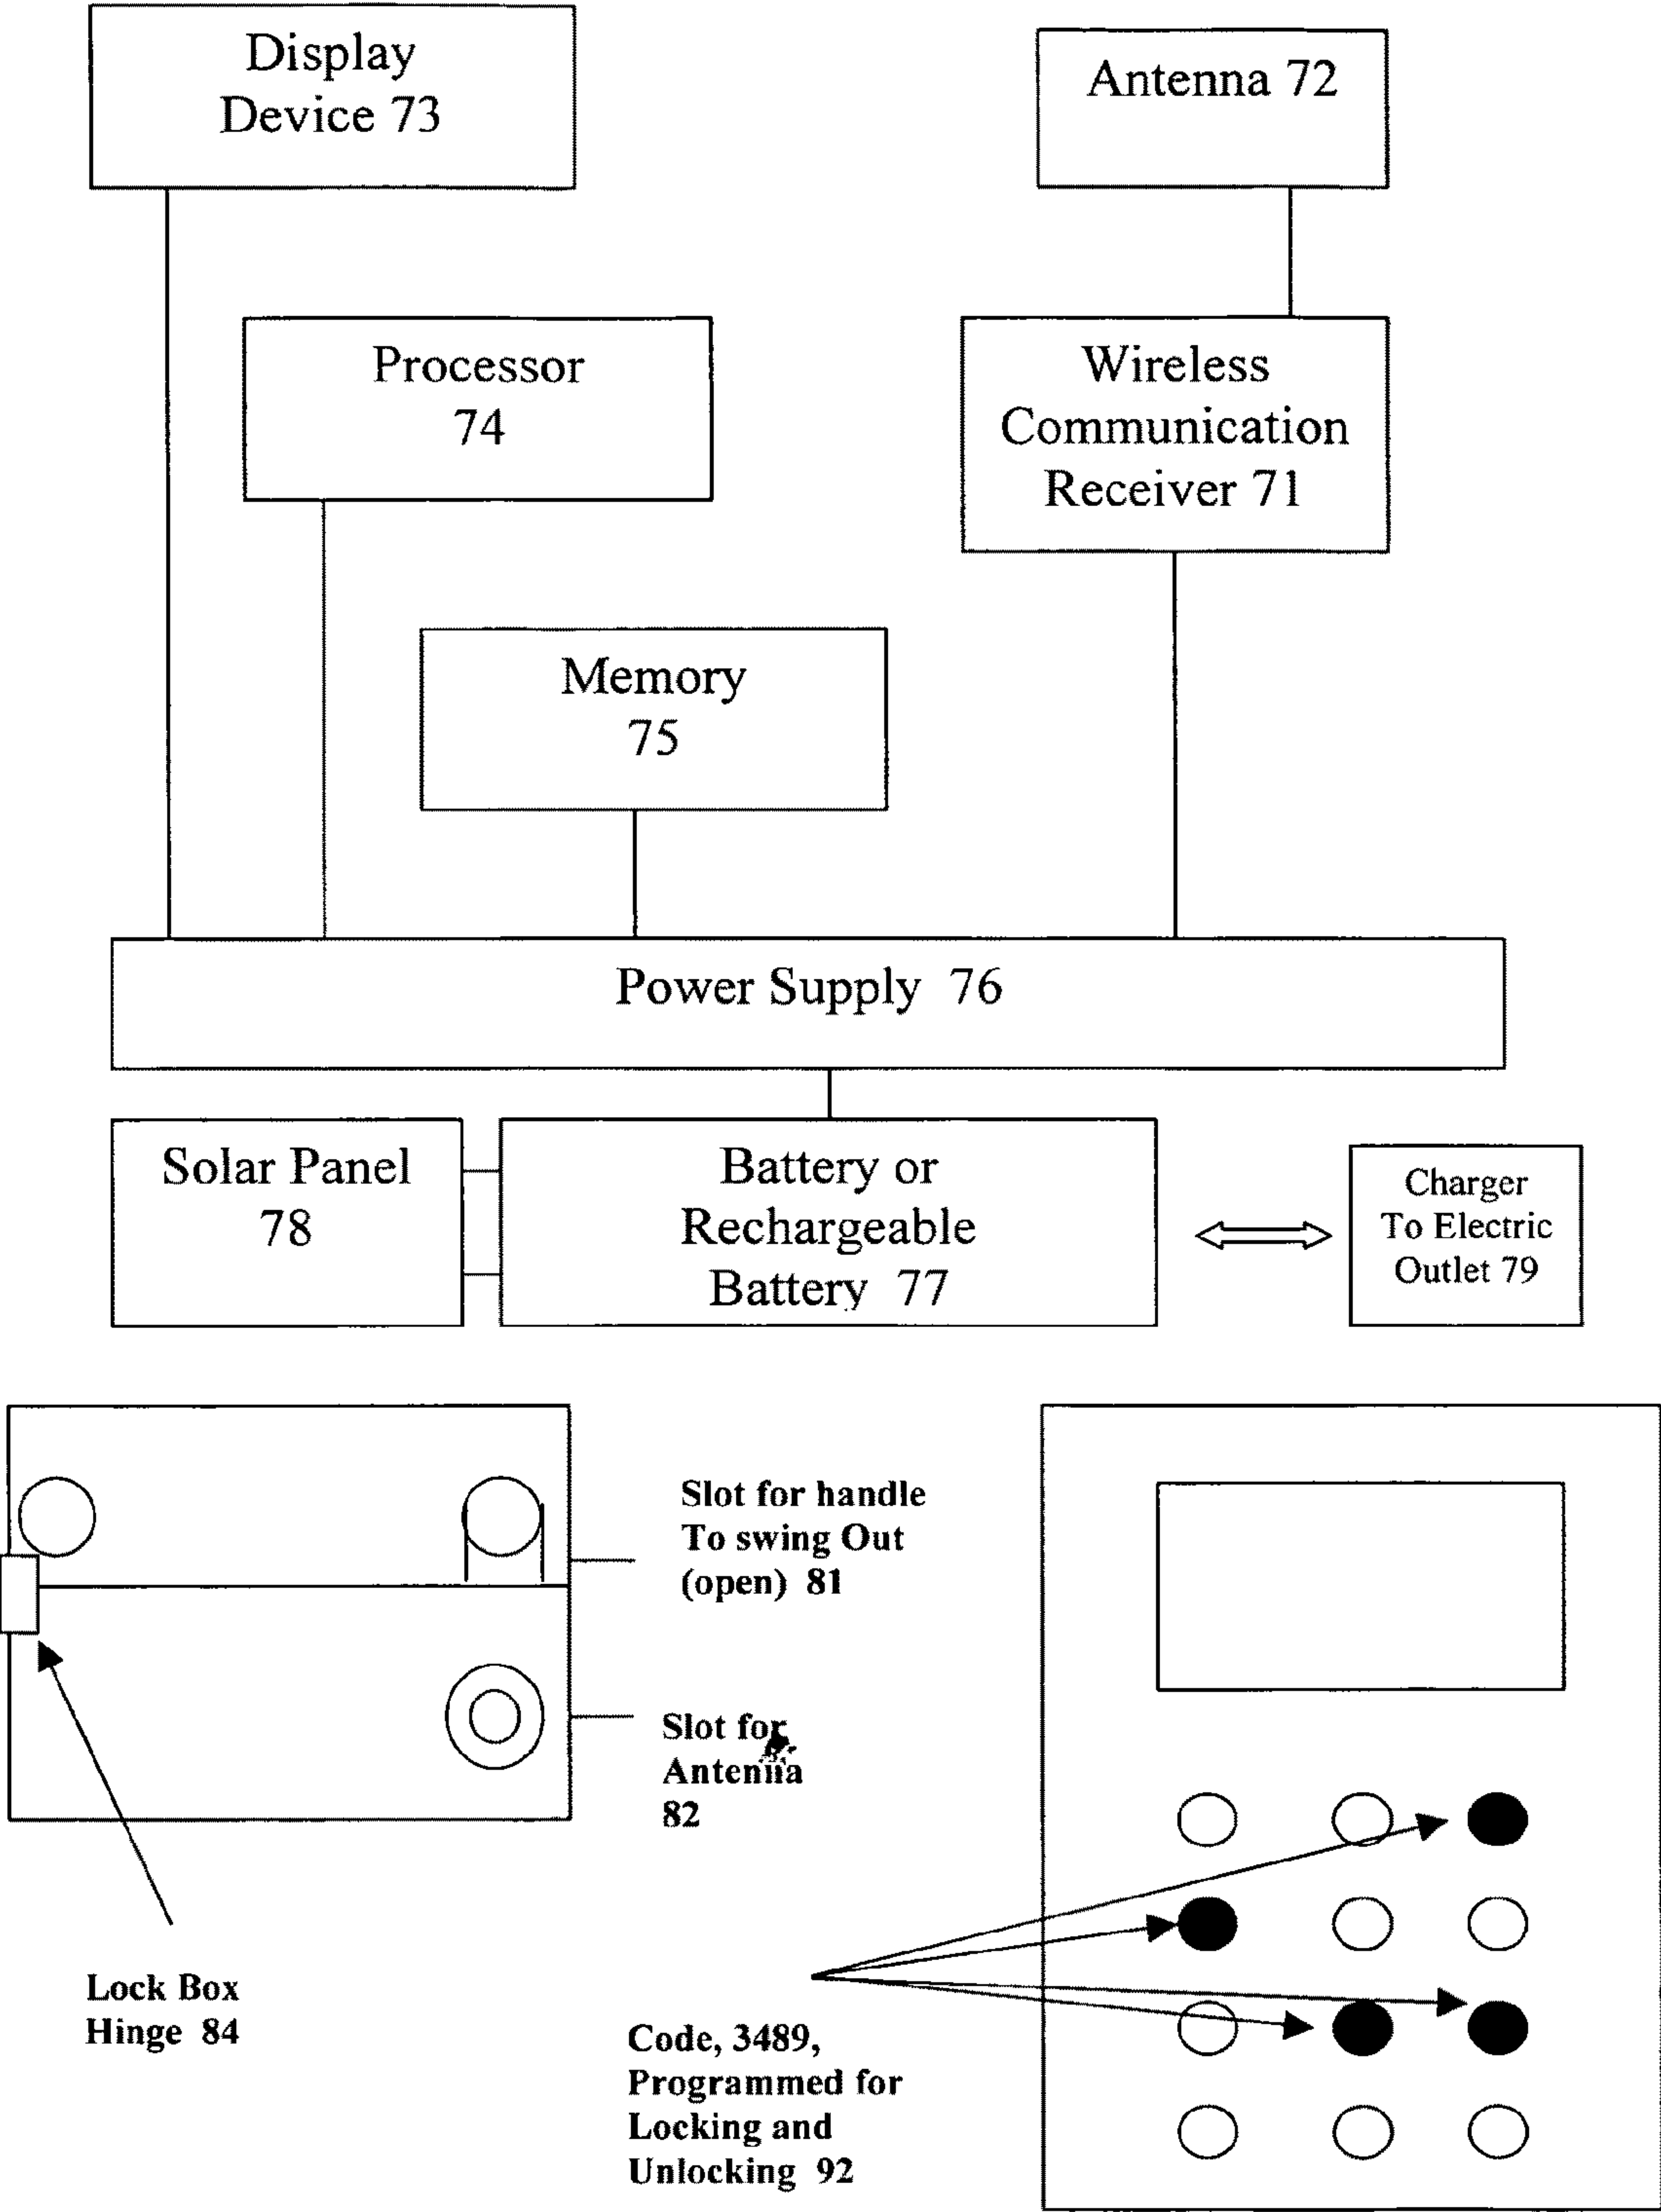 Display
Device 73
Antenna 72
Processor
74
Wireless
Communication
Receiver 71
Memory
75
Power Supply 76
Solar Panel
78
Battery or
Rechargeable
Battery 77
Charger
To Electric
Outlet 79
Slot for handle
To swing Out
(open) 81
Slot for
Antenna
82
Lock Box
Hinge 84
Code, 3489,
Programmed for
Locking and
Unlocking 92